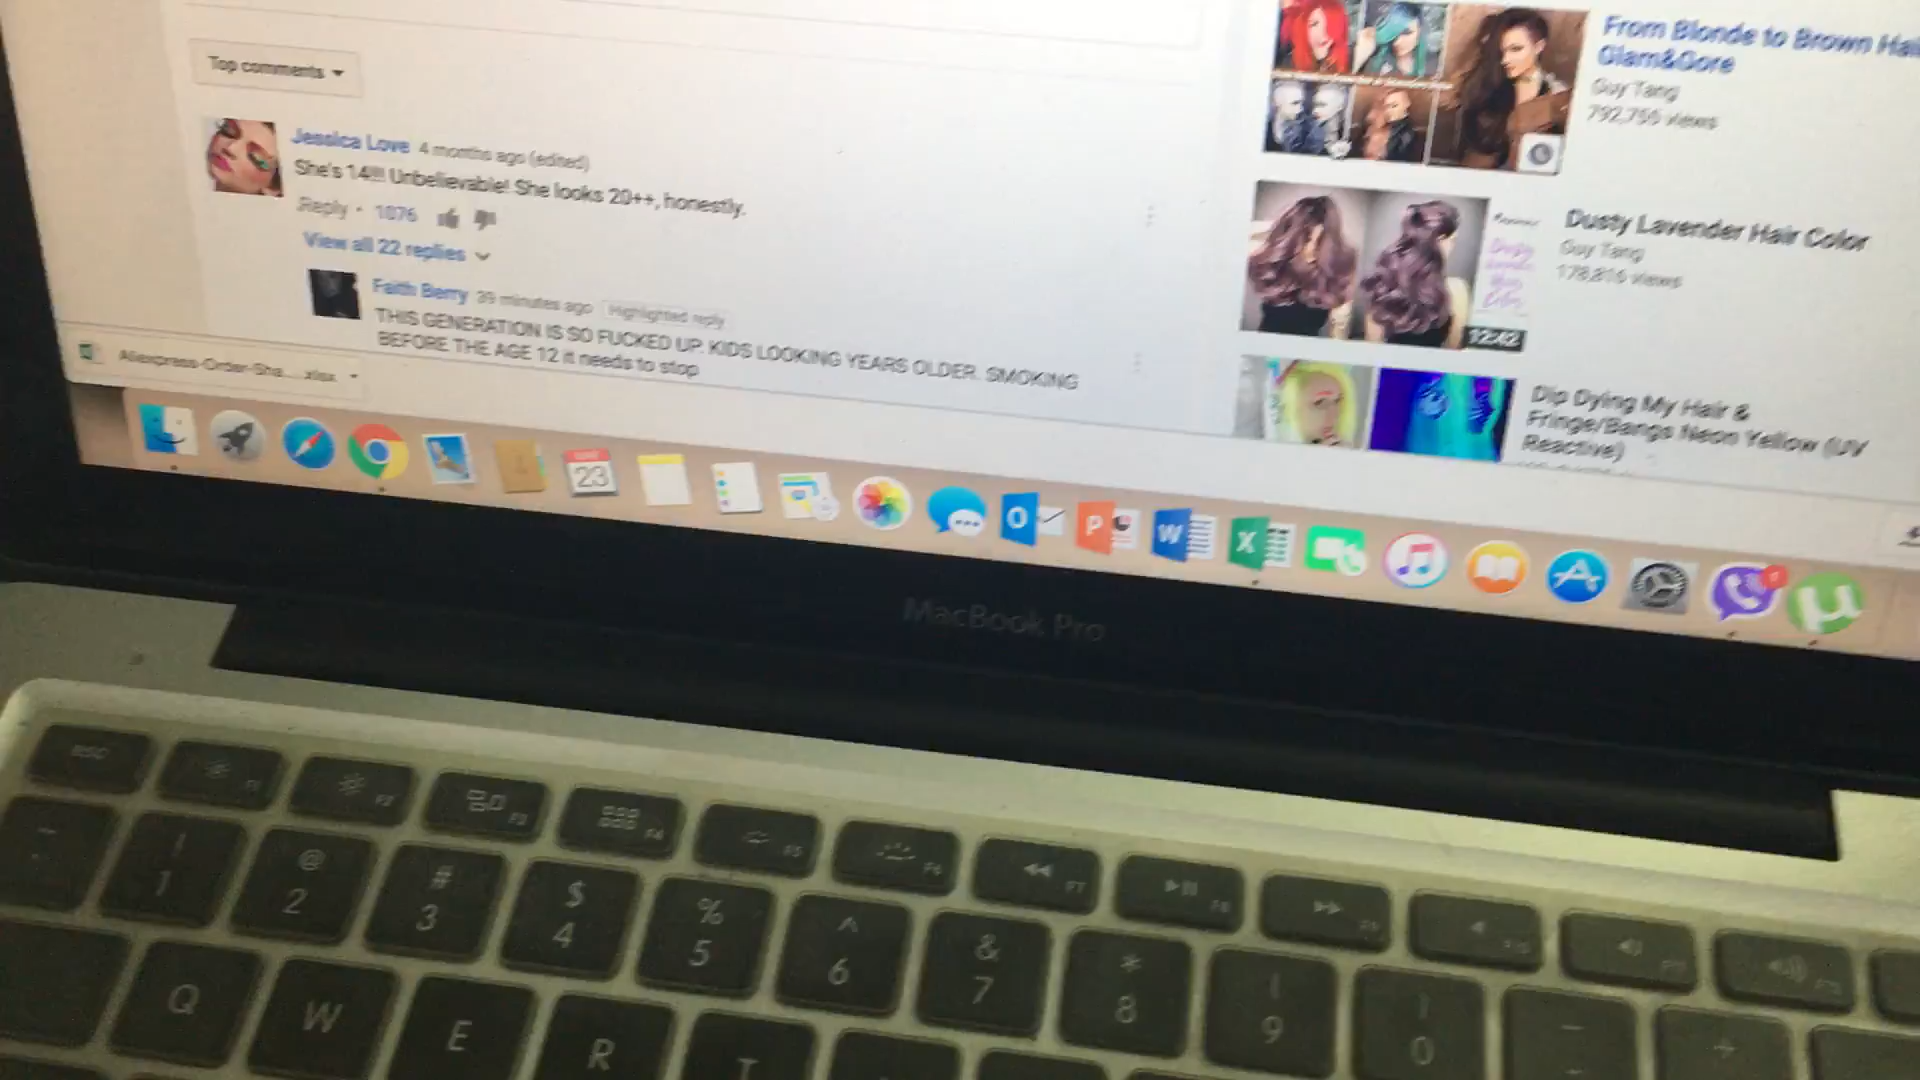 Top comments
Jessica Love 4 months ago (edited)
She's 14!!! Unbelievable! She looks 20++, honestly.
Reply • 1076
View all 22 replies
Faith Berry 39 minutes ago Highlighted reply
THIS GENERATION IS SO FUCKED UP. KIDS LOOKING YEARS OLDER. SMOKING
BEFORE THE AGE 12 it needs to stop
From Blonde to Brown Hai
Glam&Gore
Guy Tang
792,755 views
Dusty Lavender Hair Color
Guy Tang
178,816 views
12:42
Dip Dying My Hair &
Fringe/Bangs Neon Yellow (UV
Reactive)
Aliexpress-Order-Sha....xlsx
23
MacBook Pro
esc F1 F2 F3 F4 F5 F6 F7 F8
! @ # $ % ^ & * ( )
1 2 3 4 5 6 7 8 9 0
Q W E R T